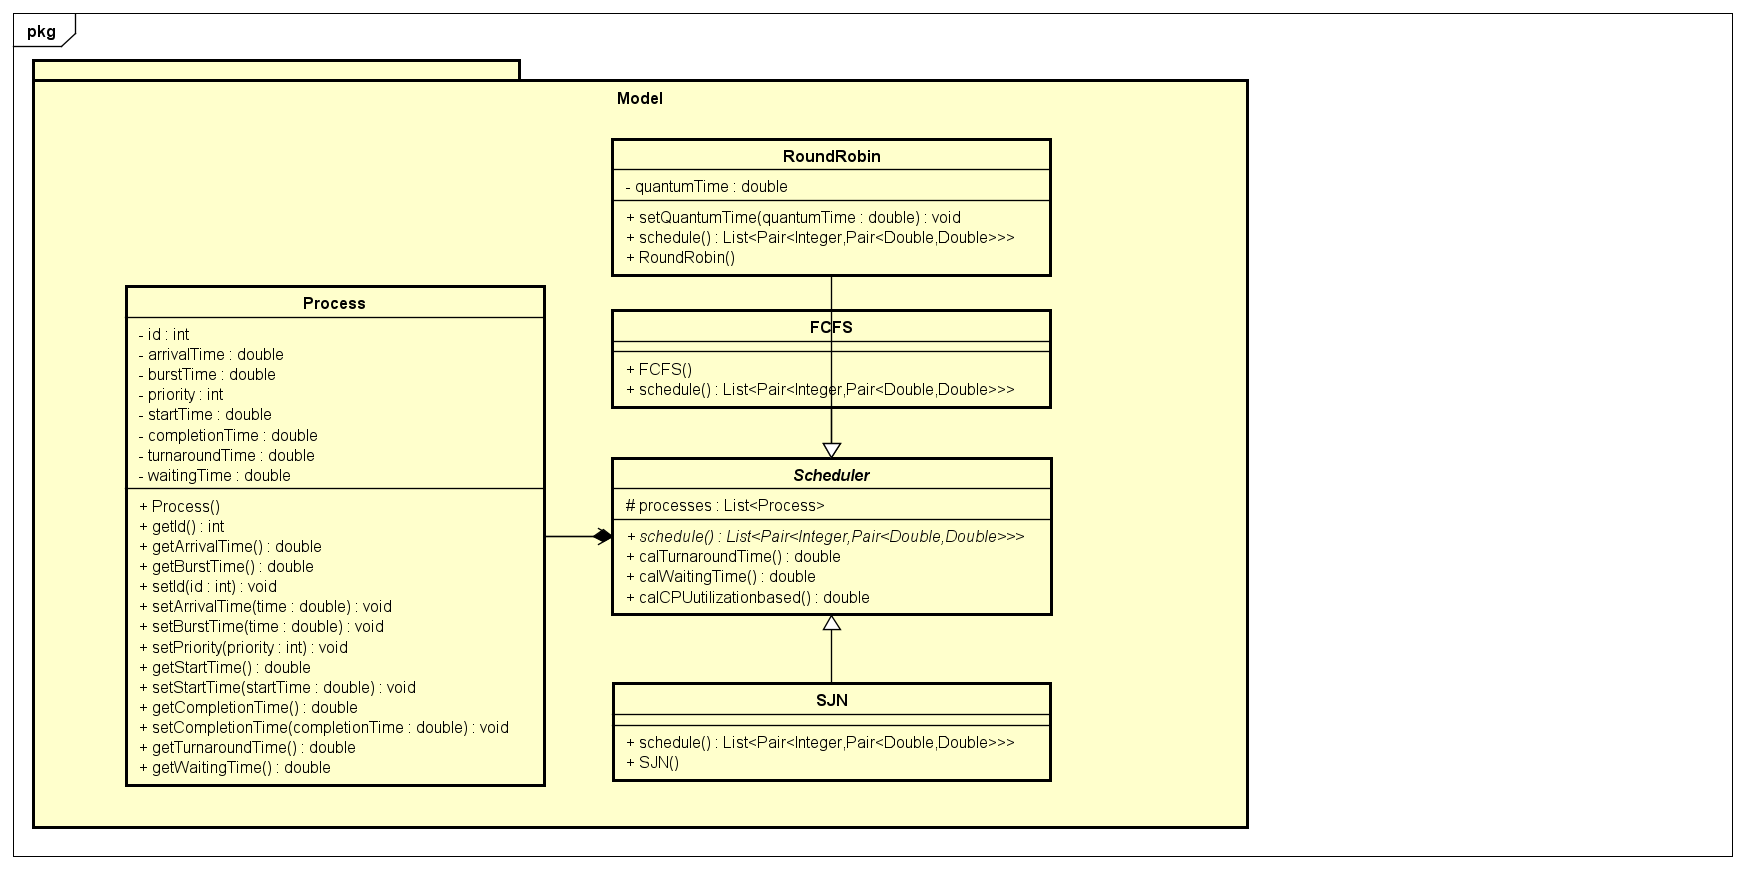 pkg
Model
RoundRobin
- quantumTime : double
+ setQuantumTime(quantumTime : double) : void
+ schedule() : List<Pair<Integer,Pair<Double,Double>>>
+ RoundRobin()
Process
- id : int
- arrivalTime : double
- burstTime : double
- priority : int
- startTime : double
- completionTime : double
- turnaroundTime : double
- waitingTime : double
+ Process()
+ getId() : int
+ getArrivalTime() : double
+ getBurstTime() : double
+ setId(id : int) : void
+ setArrivalTime(time : double) : void
+ setBurstTime(time : double) : void
+ setPriority(priority : int) : void
+ getStartTime() : double
+ setStartTime(startTime : double) : void
+ getCompletionTime() : double
+ setCompletionTime(completionTime : double) : void
+ getTurnaroundTime() : double
+ getWaitingTime() : double
FCFS
+ FCFS()
+ schedule() : List<Pair<Integer,Pair<Double,Double>>>
Scheduler
# processes : List<Process>
+ schedule() : List<Pair<Integer,Pair<Double,Double>>>
+ calTurnaroundTime() : double
+ calWaitingTime() : double
+ calCPUutilizationbased() : double
SJN
+ schedule() : List<Pair<Integer,Pair<Double,Double>>>
+ SJN()